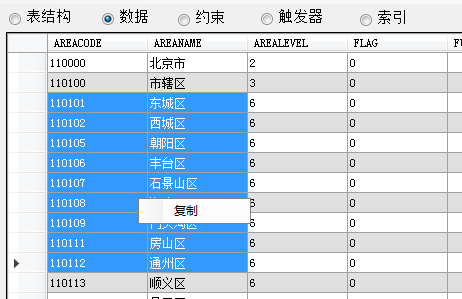 表结构 数据 约束 触发器 索引
AREACODE AREANAME AREALEVEL FLAG
110000 北京市 2 0
110100 市辖区 3 0
110101 东城区 6 0
110102 西城区 6 0
110105 朝阳区 6 0
110106 丰台区 6 0
110107 石景山区 6 0
110108 6 0
复制
110109 6 0
110111 房山区 6 0
110112 通州区 6 0
110113 顺义区 6 0